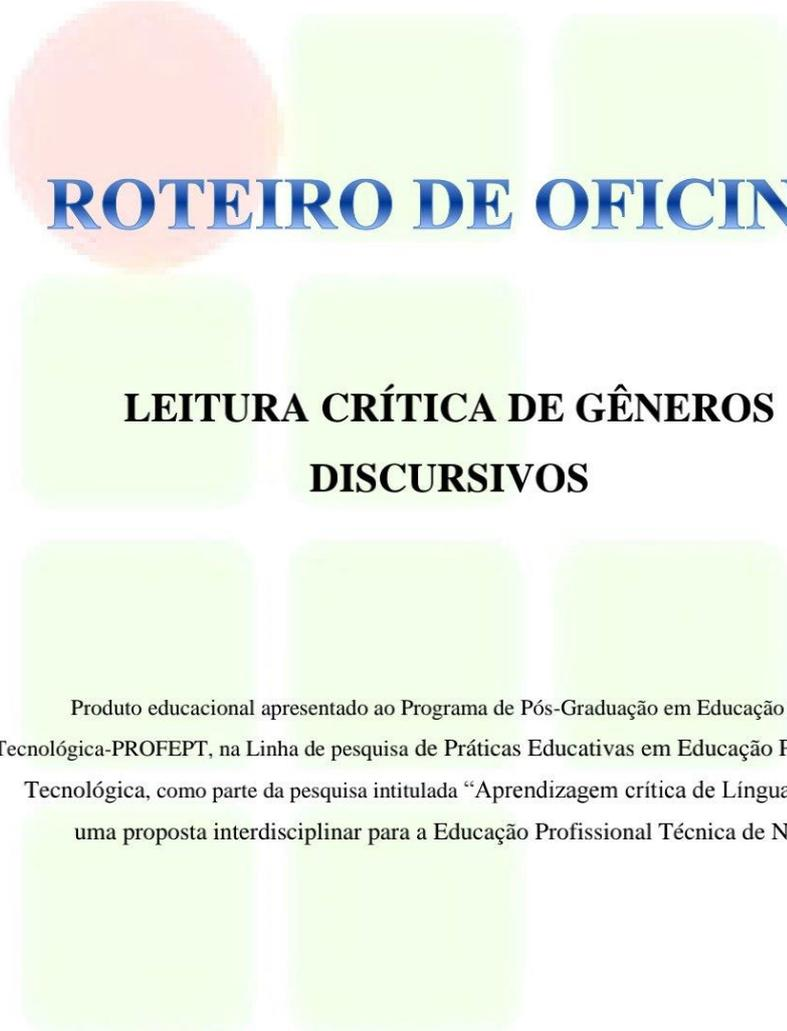 ROTEIRO DE OFICIN
LEITURA CRÍTICA DE GÊNEROS
DISCURSIVOS
Produto educacional apresentado ao Programa de Pós-Graduação em Educação
Tecnológica-PROFEPT, na Linha de pesquisa de Práticas Educativas em Educação P
Tecnológica, como parte da pesquisa intitulada “Aprendizagem crítica de Língua
uma proposta interdisciplinar para a Educação Profissional Técnica de N